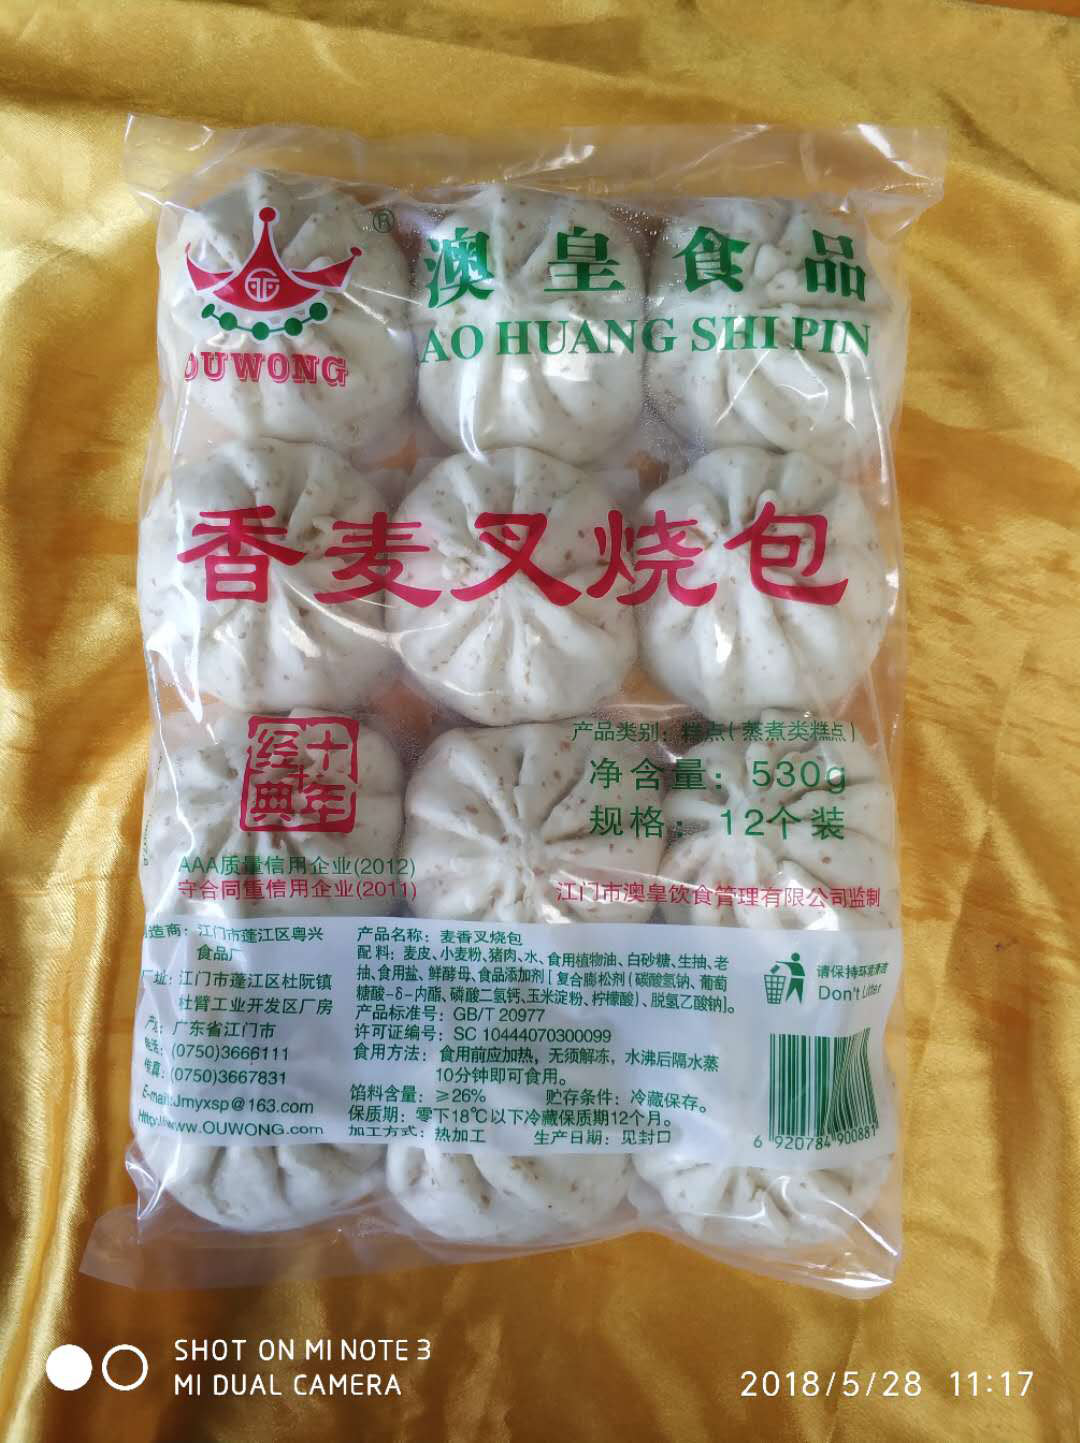 ®
澳皇食品
AO HUANG SHI PIN
OUWONG
香麦叉烧包
十年
经典
产品类别：糕点（蒸煮类糕点）
净含量：530g
规格：12个装
AAA质量信用企业(2012)
守合同重信用企业(2011)
江门市澳皇饮食管理有限公司监制
造商：江门市蓬江区粤兴
食品厂
厂址：江门市蓬江区杜阮镇
杜臂工业开发区厂房
产地：广东省江门市
电话：(0750)3666111
传真：(0750)3667831
E-mail:Jmyxsp@163.com
Http://www.OUWONG.com
产品名称：麦香叉烧包
配料：麦皮、小麦粉、猪肉、水、食用植物油、白砂糖、生抽、老
抽、食用盐、鲜酵母、食品添加剂[复合膨松剂(碳酸氢钠、葡萄
糖酸-δ-内酯、磷酸二氢钙、玉米淀粉、柠檬酸)、脱氢乙酸钠]。
产品标准号：GB/T 20977
许可证编号：SC 10444070300099
食用方法：食用前应加热，无须解冻，水沸后隔水蒸
10分钟即可食用。
馅料含量：≥26% 贮存条件：冷藏保存。
保质期：零下18℃以下冷藏保质期12个月。
加工方式：热加工 生产日期：见封口
请保持环境清洁
Don't Litter
6 920784 900881
SHOT ON MI NOTE 3
MI DUAL CAMERA
2018/5/28 11:17